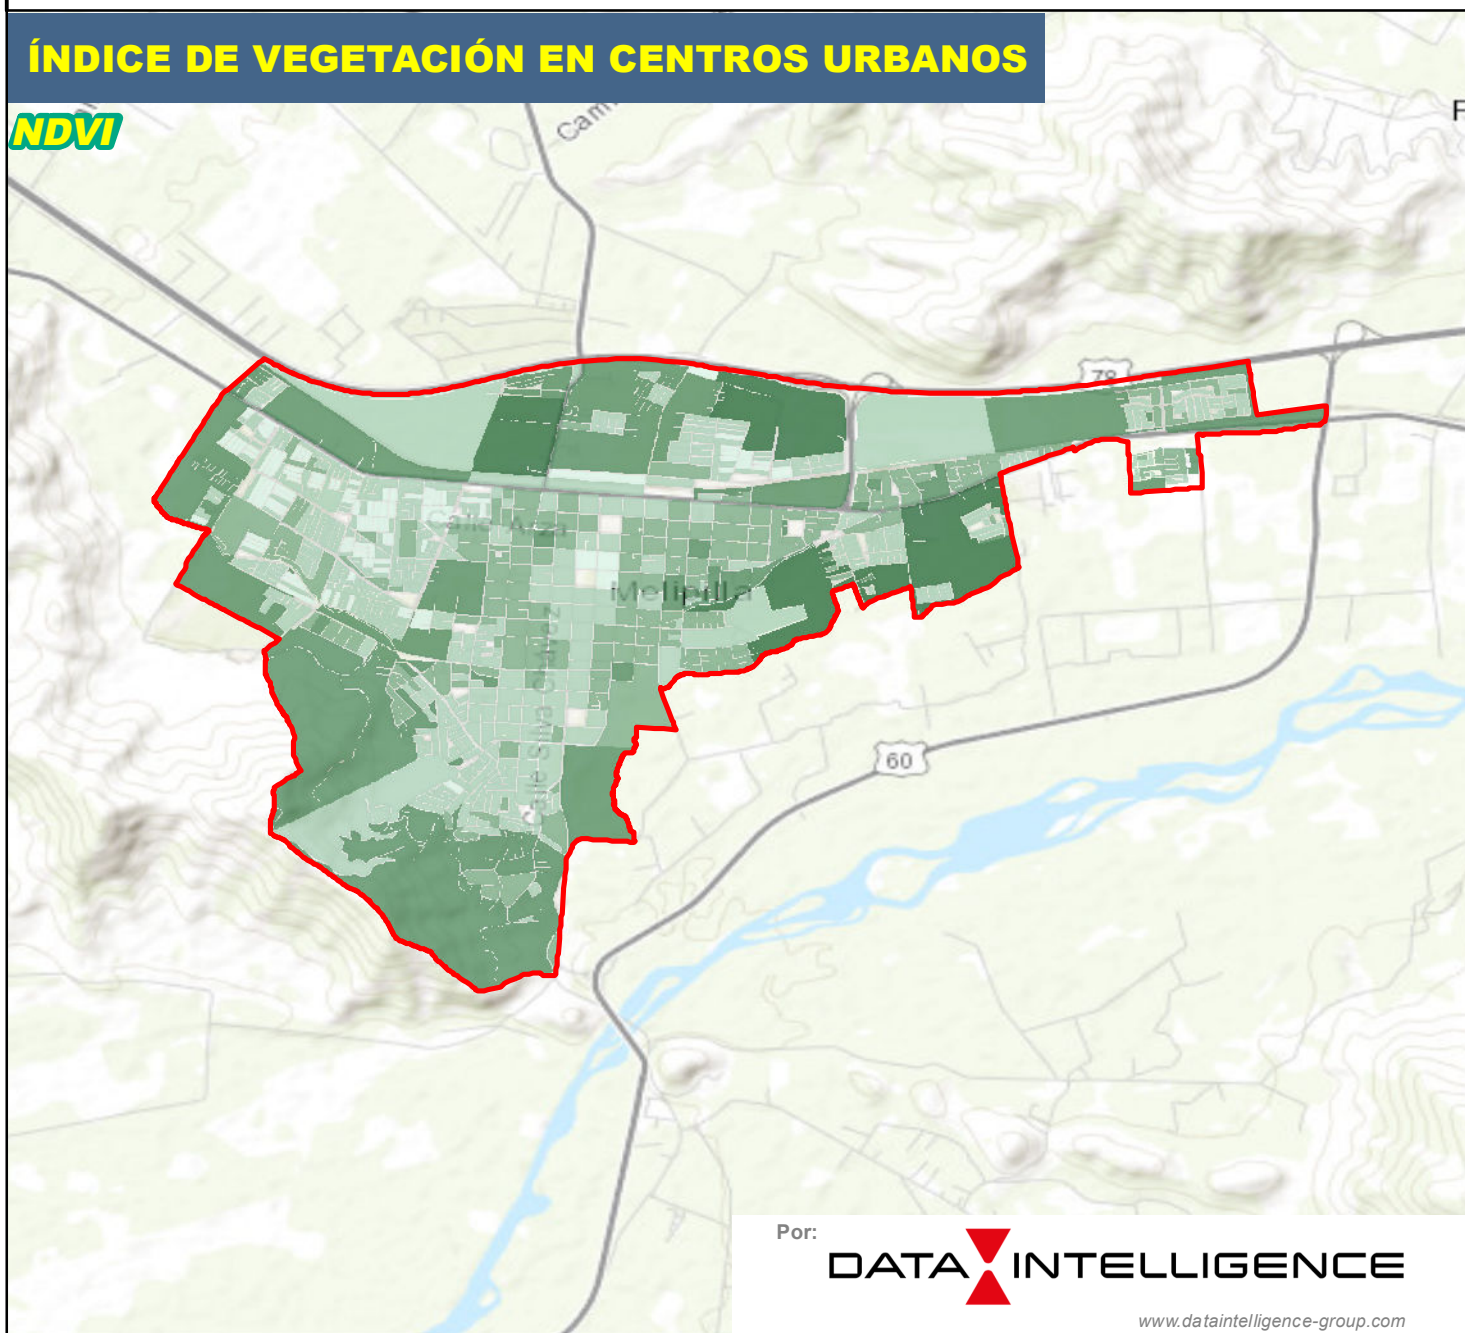 ÍNDICE DE VEGETACIÓN EN CENTROS URBANOS
NDVI
78
Melipilla
60
Por:
DATA INTELLIGENCE
www.dataintelligence-group.com